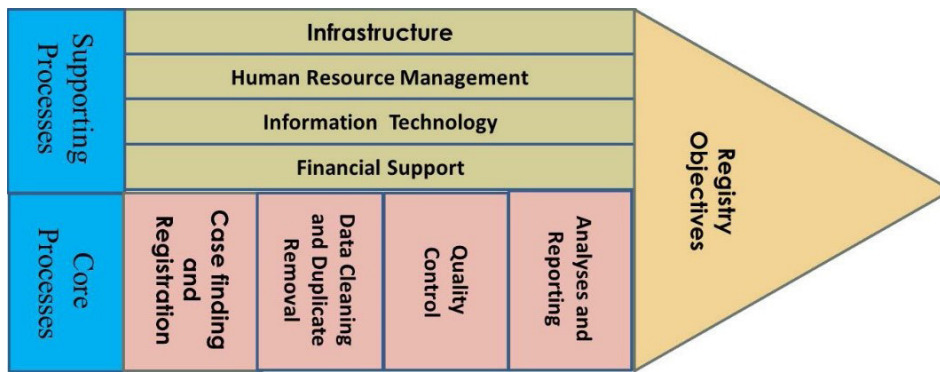 Supporting
Processes
Infrastructure
Human Resource Management
Information Technology
Financial Support
Core
Processes
Case finding
and
Registration
Data Cleaning
and Duplicate
Removal
Quality
Control
Analyses and
Reporting
Registry
Objectives